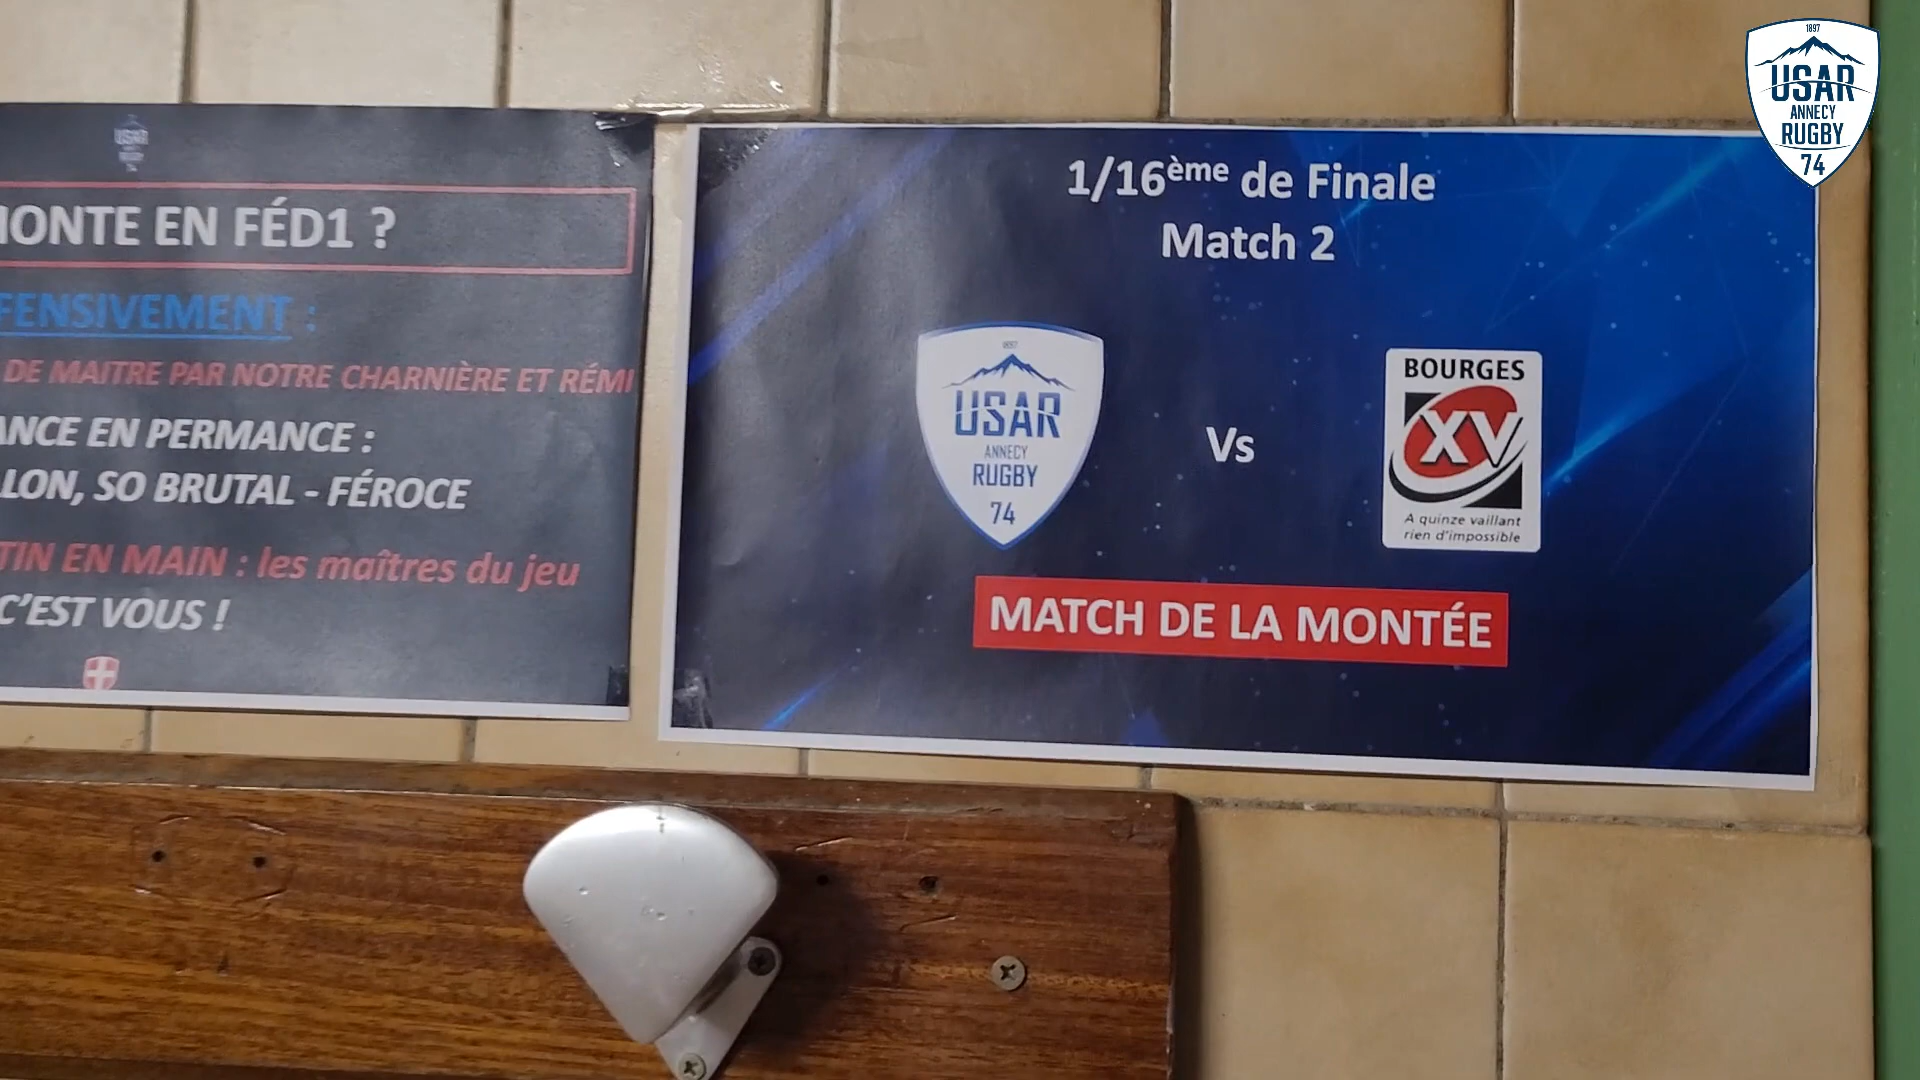 USAR
ONTE EN FÉD1 ?
FENSIVEMENT :
DE MAITRE PAR NOTRE CHARNIÈRE ET RÉMI
ANCE EN PERMANCE :
LON, SO BRUTAL - FÉROCE
TIN EN MAIN : les maîtres du jeu
C'EST VOUS !
1/16ème de Finale
Match 2
1897
USAR
ANNECY
RUGBY
74
Vs
BOURGES
XV
A quinze vaillant
rien d'impossible
MATCH DE LA MONTÉE
1897
USAR
ANNECY
RUGBY
74